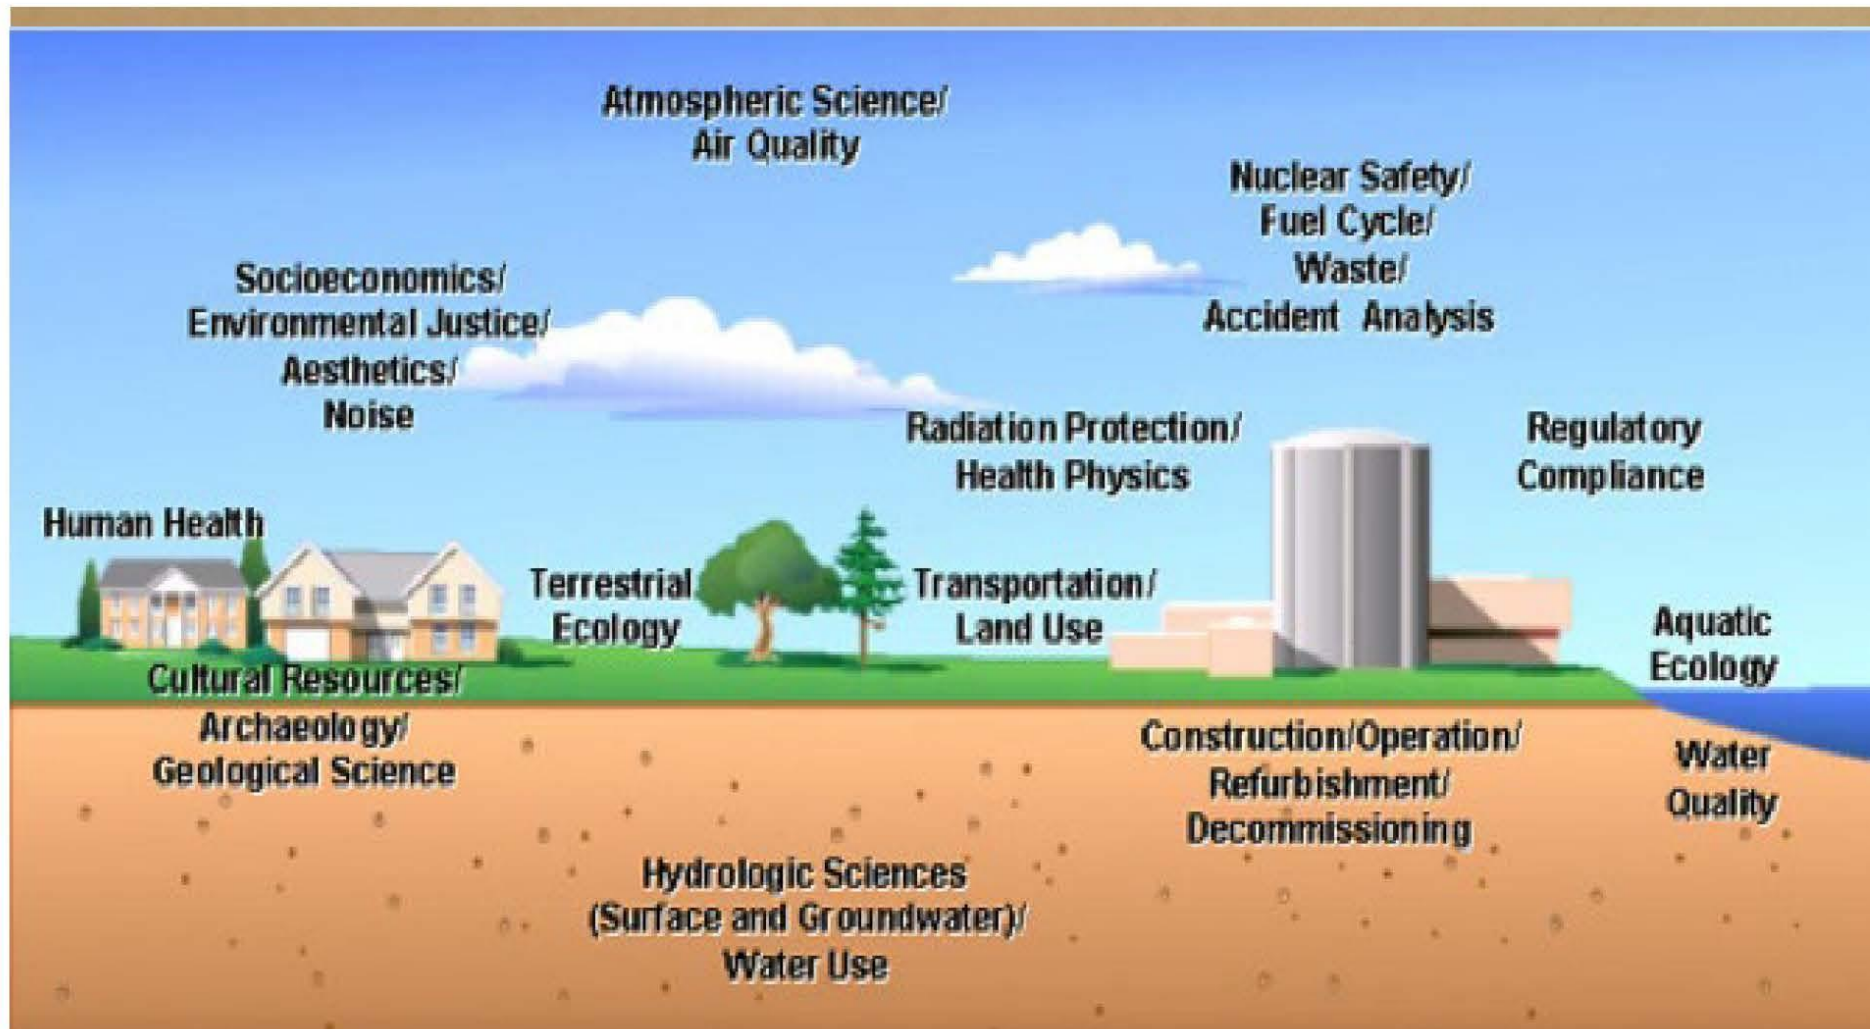 Atmospheric Science/
Air Quality
Nuclear Safety/
Fuel Cycle/
Waste/
Accident Analysis
Socioeconomics/
Environmental Justice/
Aesthetics/
Noise
Radiation Protection/
Health Physics
Regulatory
Compliance
Human Health
Terrestrial
Ecology
Transportation/
Land Use
Aquatic
Ecology
Cultural Resources/
Archaeology/
Geological Science
Construction/Operation/
Refurbishment/
Decommissioning
Water
Quality
Hydrologic Sciences
(Surface and Groundwater)/
Water Use